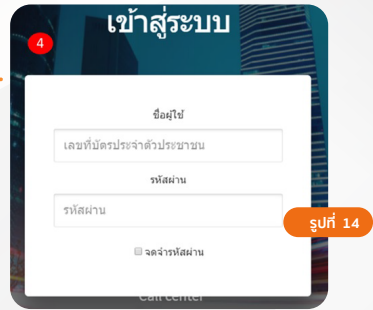 เข้าสู่ระบบ
4
ชื่อผู้ใช้
เลขที่บัตรประจำตัวประชาชน
รหัสผ่าน
รหัสผ่าน
รูปที่ 14
จดจำรหัสผ่าน
Call Center